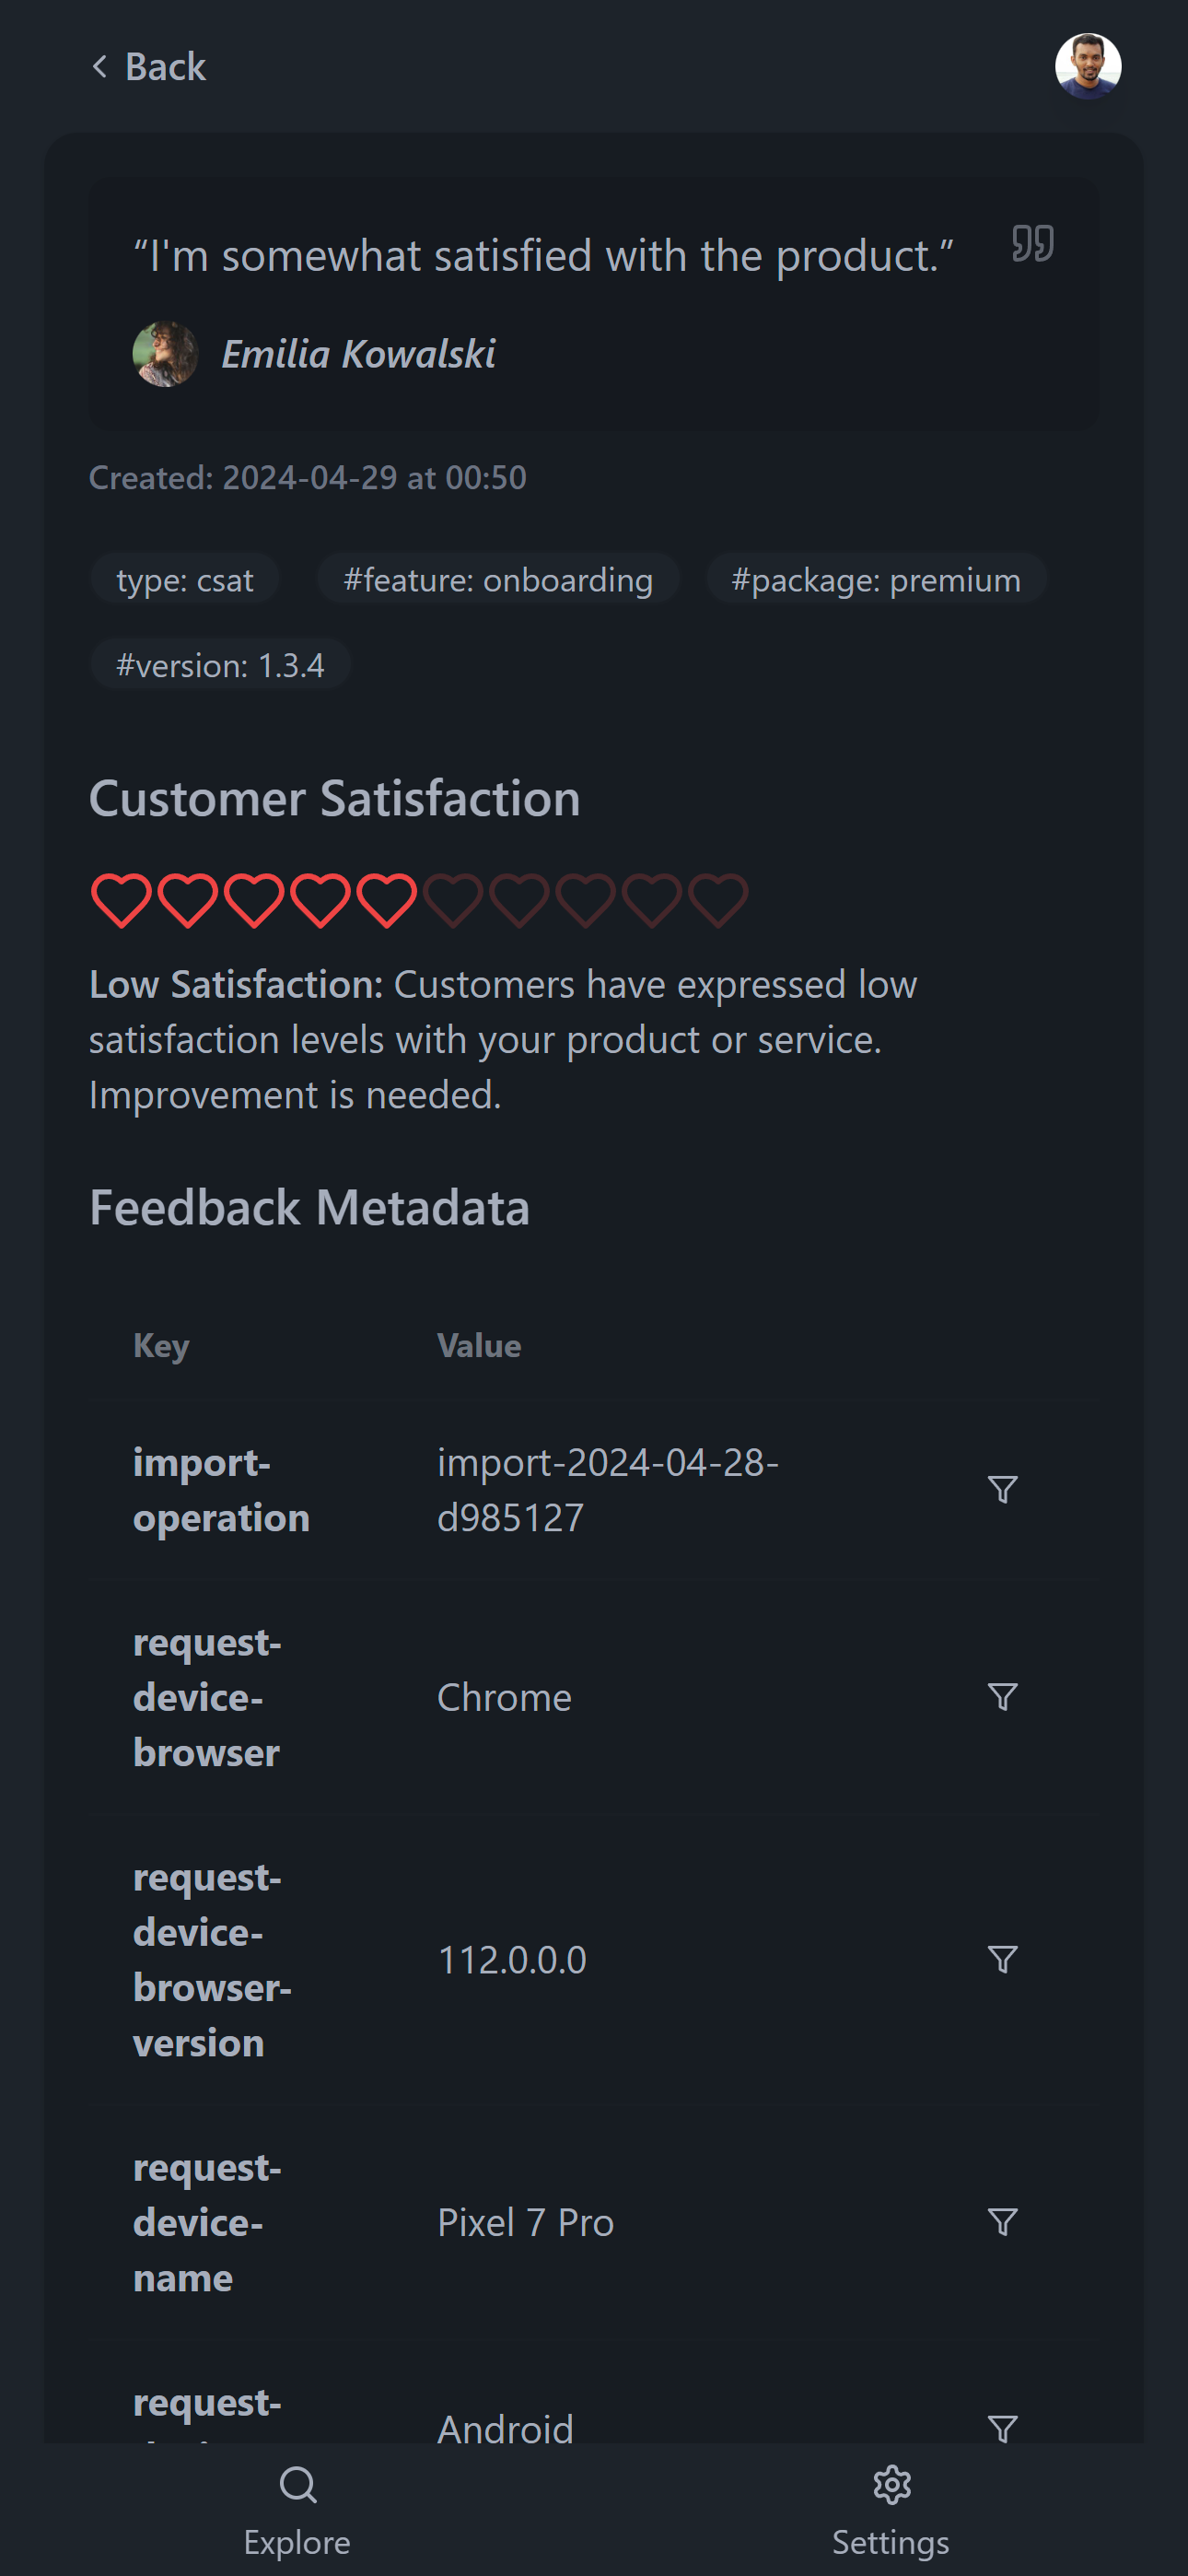 Back
“I'm somewhat satisfied with the product.”
Emilia Kowalski
Created: 2024-04-29 at 00:50
type: csat #feature: onboarding #package: premium
#version: 1.3.4
Customer Satisfaction
Low Satisfaction: Customers have expressed low
satisfaction levels with your product or service.
Improvement is needed.
Feedback Metadata
Key Value
import-
operation
import-2024-04-28-
d985127
request-
device-
browser
Chrome
request-
device-
browser-
version
112.0.0.0
request-
device-
name
Pixel 7 Pro
request-
Android
Explore
Settings